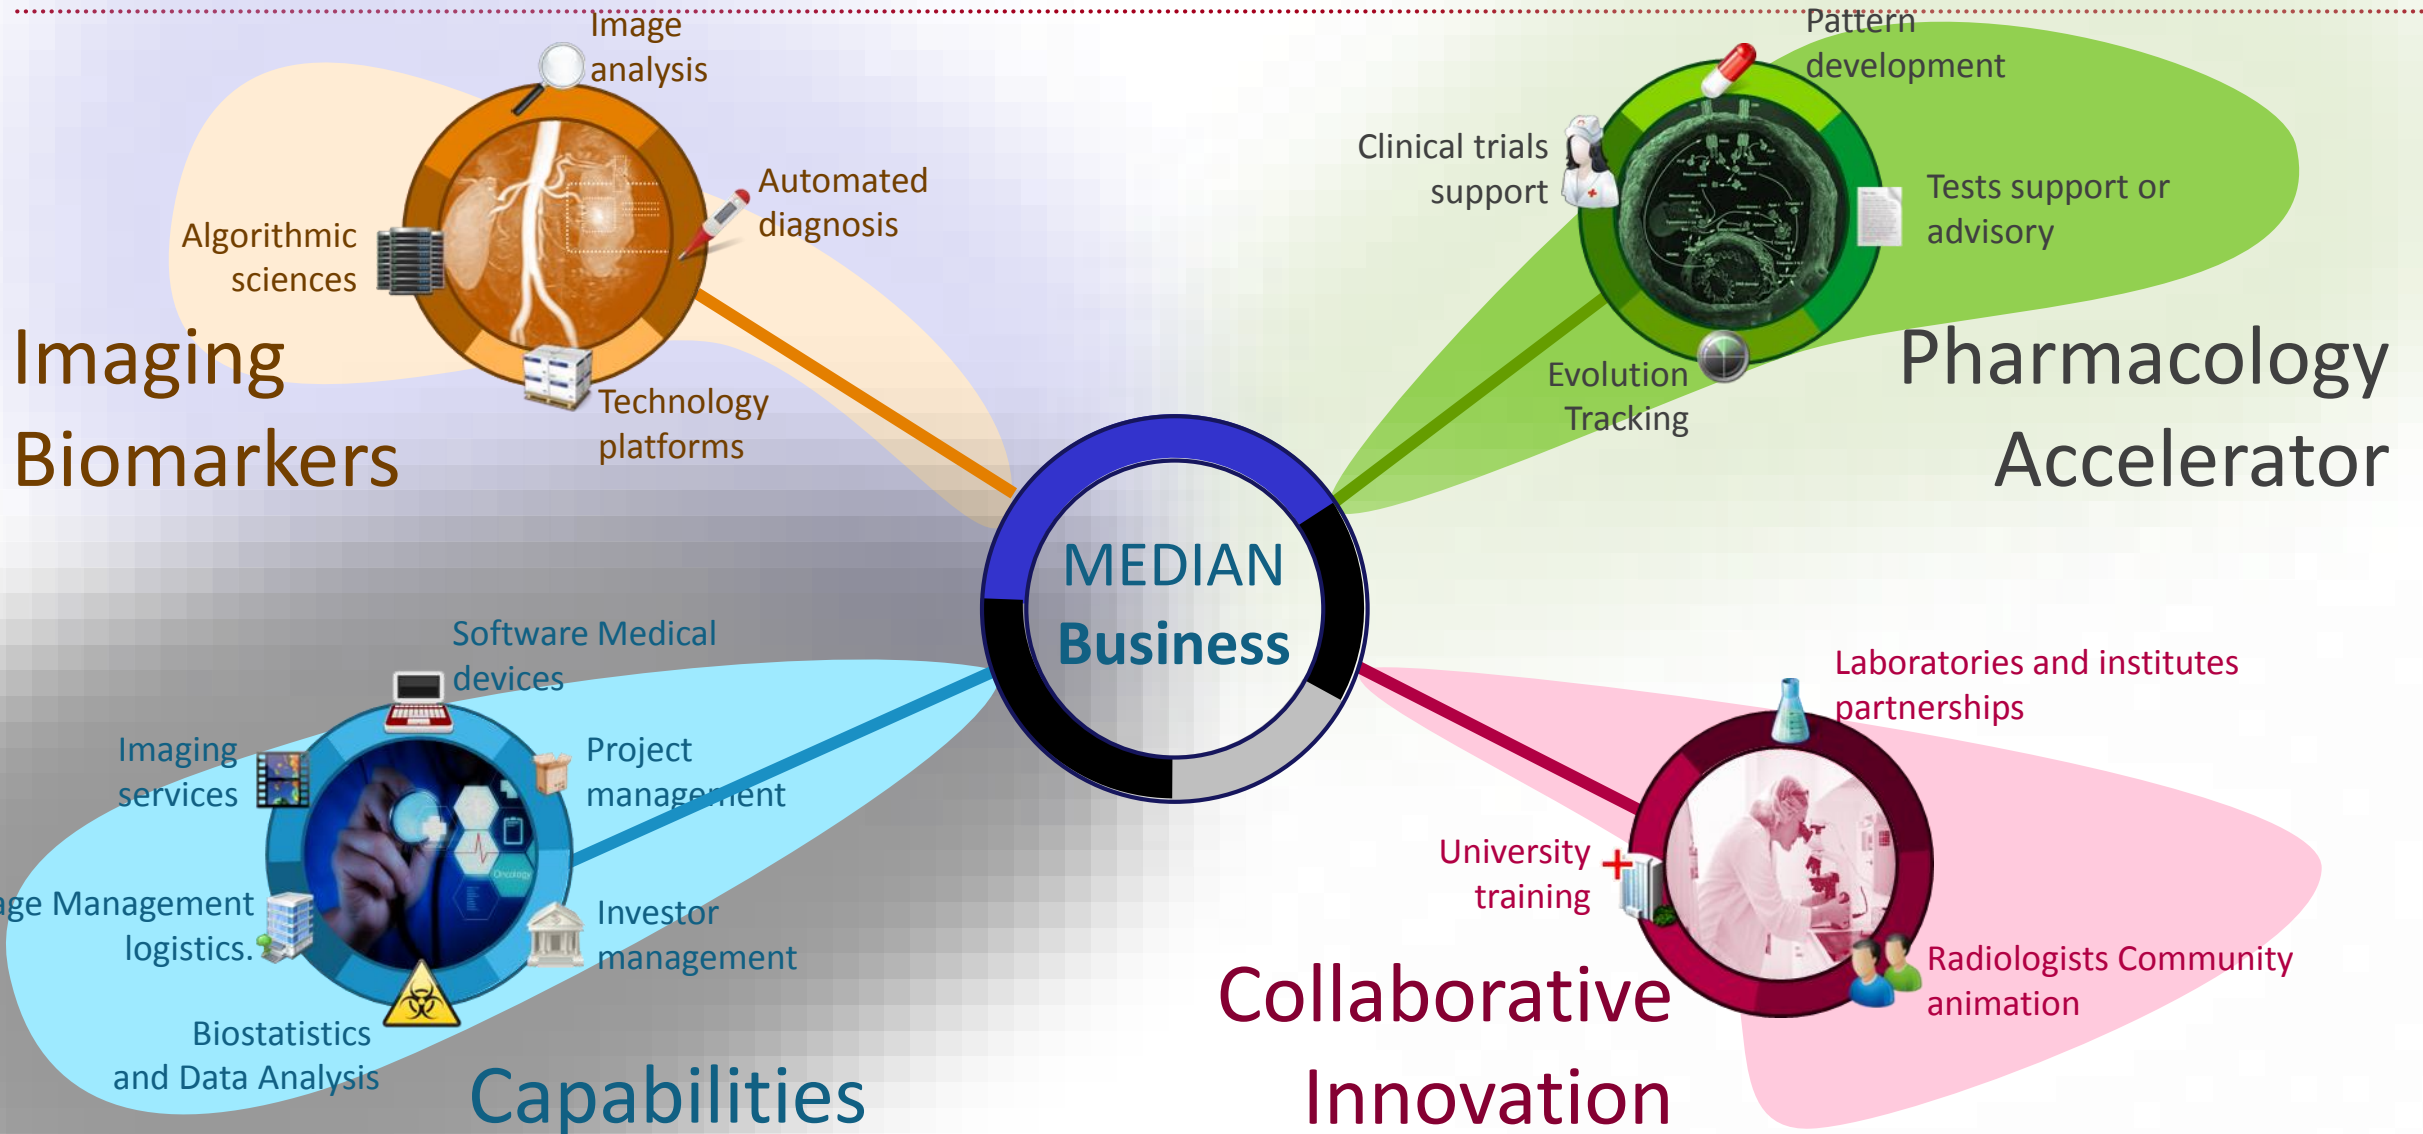 Image
analysis
Automated
diagnosis
Algorithmic
sciences
Technology
platforms
Imaging
Biomarkers
Pattern
development
Clinical trials
support
Tests support or
advisory
Evolution
Tracking
Pharmacology
Accelerator
MEDIAN
Business
Software Medical
devices
Imaging
services
Project
management
Management
logistics.
Investor
management
Biostatistics
and Data Analysis
Oncology
Capabilities
Laboratories and institutes
partnerships
University
training
Radiologists Community
animation
Collaborative
Innovation